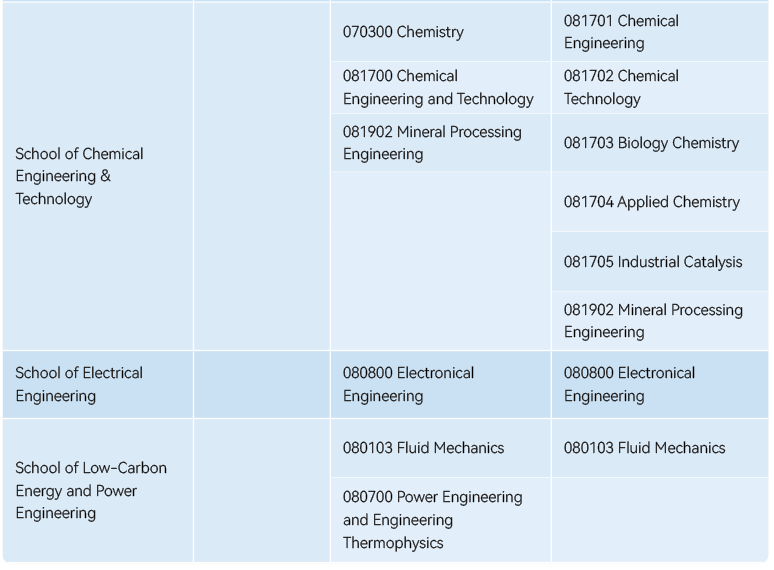 School of Chemical
Engineering &
Technology
070300 Chemistry
081700 Chemical
Engineering and Technology
081902 Mineral Processing
Engineering
081701 Chemical
Engineering
081702 Chemical
Technology
081703 Biology Chemistry
081704 Applied Chemistry
081705 Industrial Catalysis
081902 Mineral Processing
Engineering
School of Electrical
Engineering
080800 Electronical
Engineering
080800 Electronical
Engineering
School of Low-Carbon
Energy and Power
Engineering
080103 Fluid Mechanics
080700 Power Engineering
and Engineering
Thermophysics
080103 Fluid Mechanics